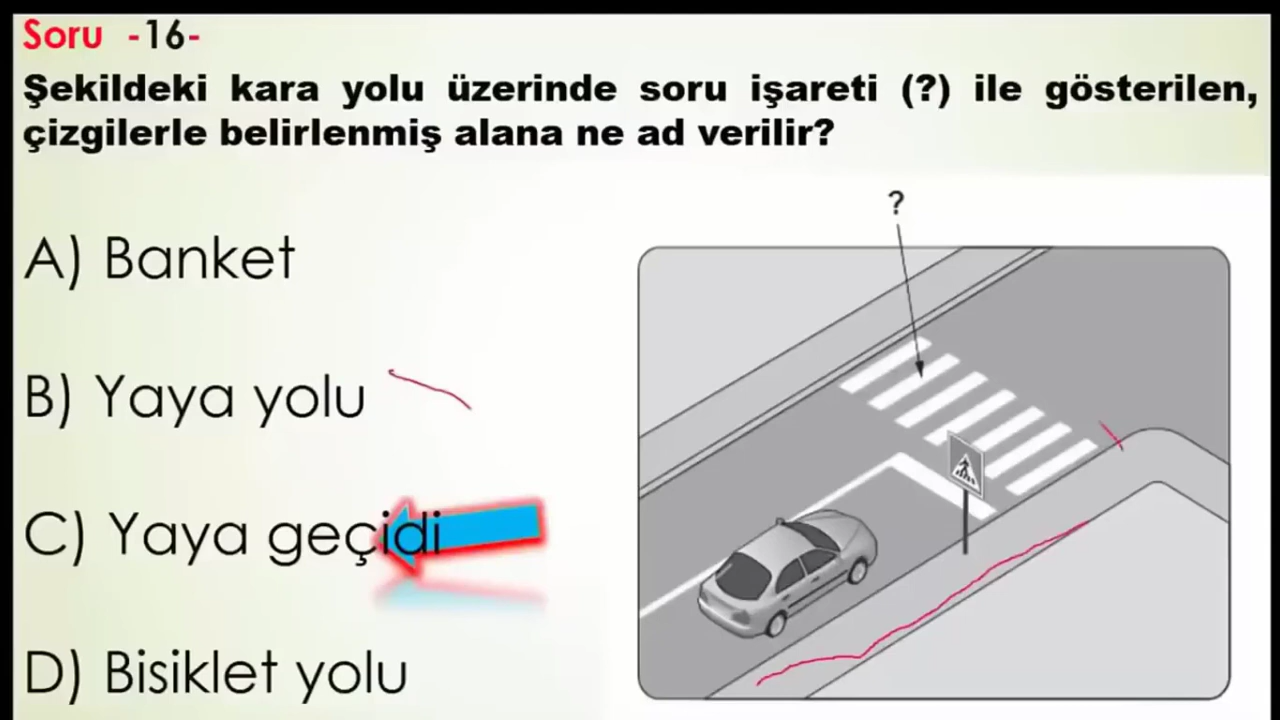 Soru -16-
Şekildeki kara yolu üzerinde soru işareti (?) ile gösterilen,
çizgilerle belirlenmiş alana ne ad verilir?
?
A) Banket
B) Yaya yolu
C) Yaya geçidi
D) Bisiklet yolu